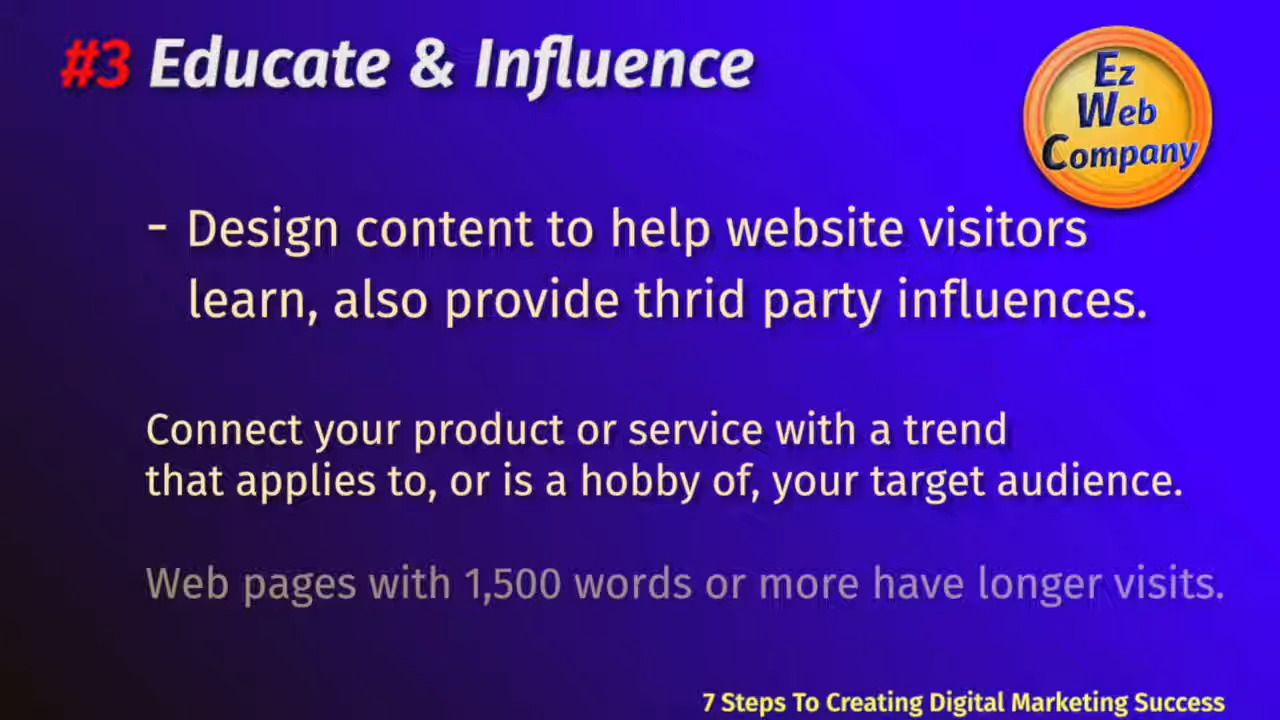 #3 Educate & Influence
Ez
Web
Company
- Design content to help website visitors
learn, also provide thrid party influences.
Connect your product or service with a trend
that applies to, or is a hobby of, your target audience.
Web pages with 1,500 words or more have longer visits.
7 Steps To Creating Digital Marketing Success